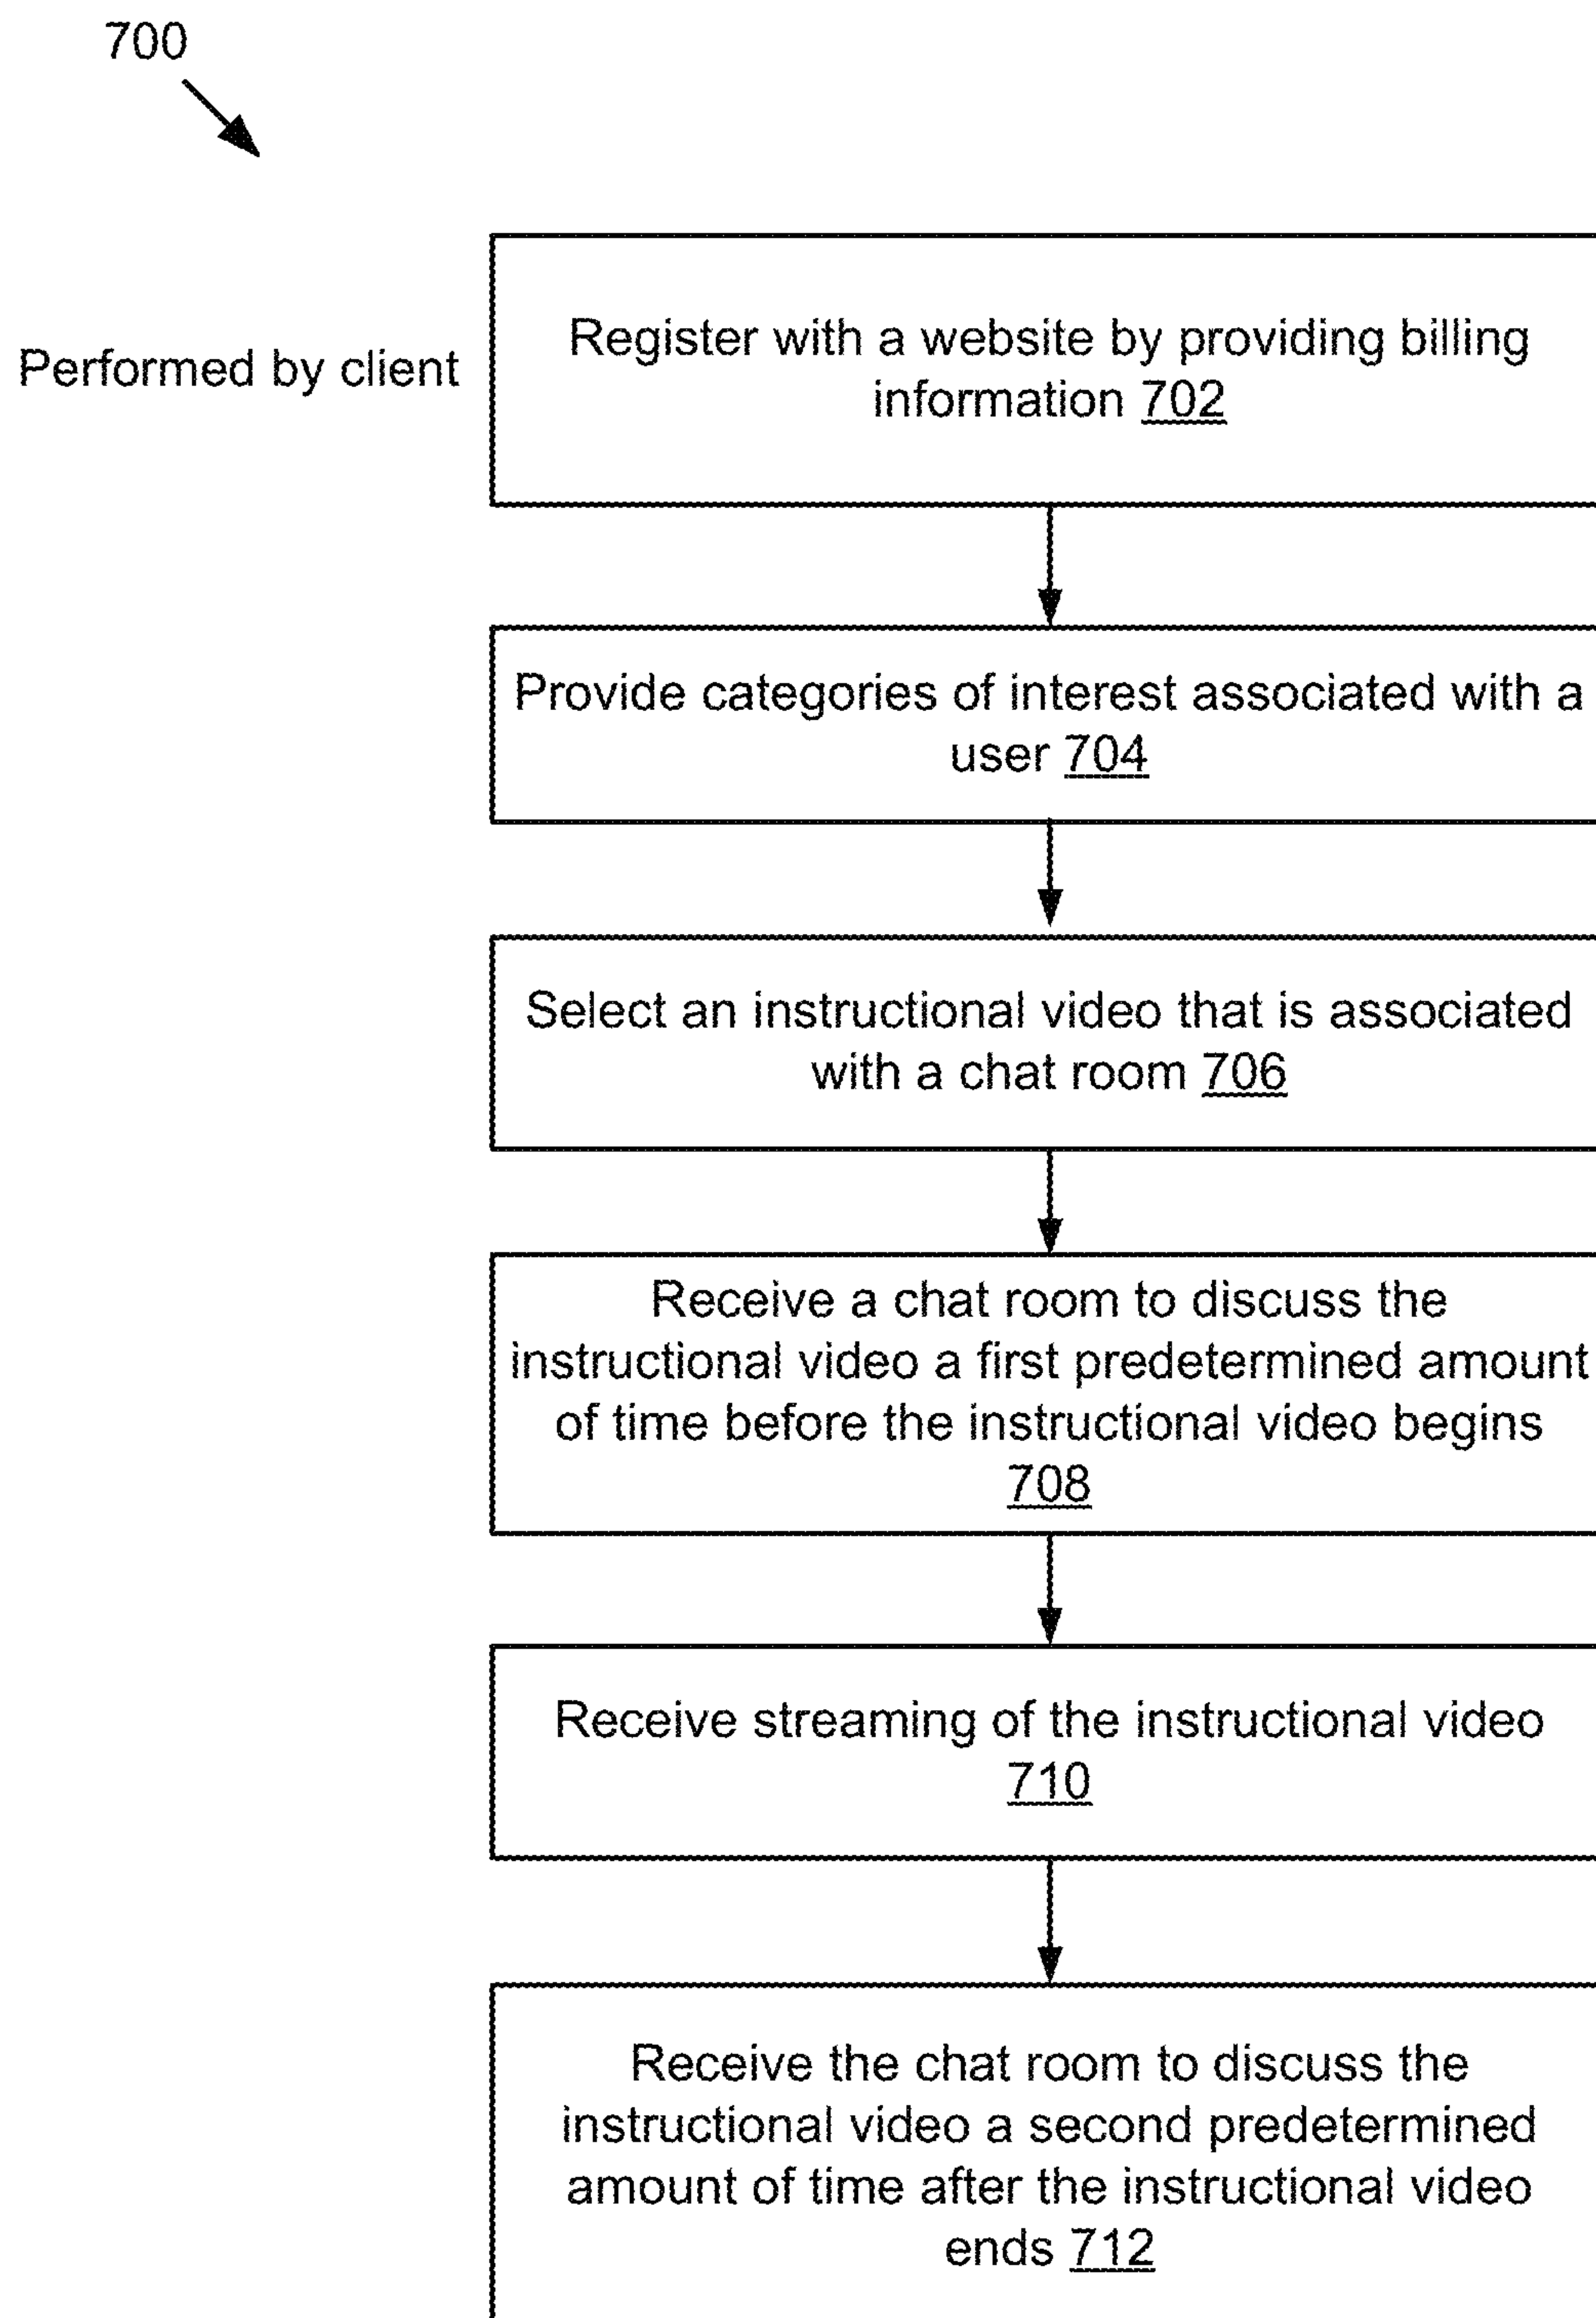 700
Performed by client
Register with a website by providing billing
information 702
Provide categories of interest associated with a
user 704
Select an instructional video that is associated
with a chat room 706
Receive a chat room to discuss the
instructional video a first predetermined amount
of time before the instructional video begins
708
Receive streaming of the instructional video
710
Receive the chat room to discuss the
instructional video a second predetermined
amount of time after the instructional video
ends 712